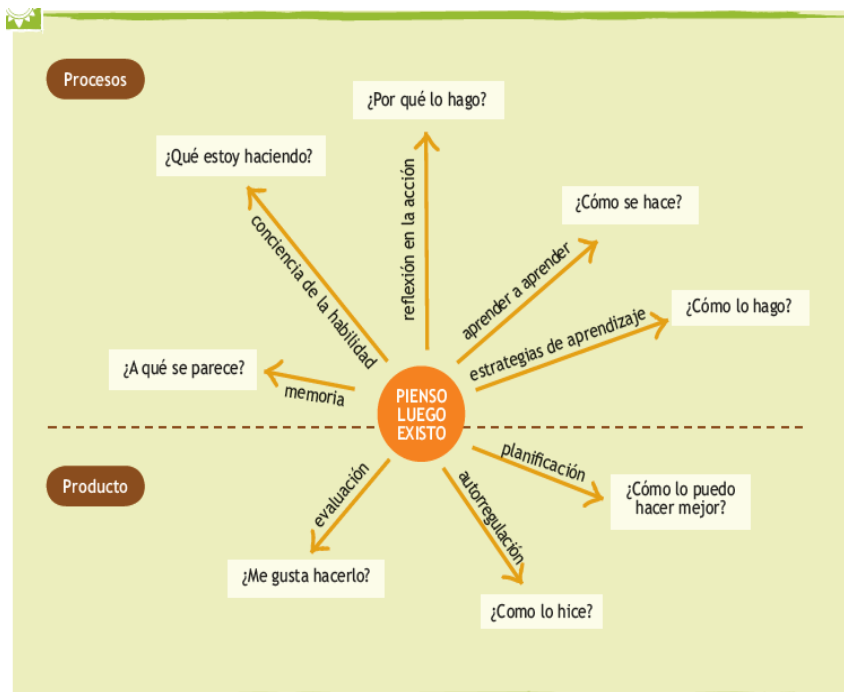 Procesos
¿Por qué lo hago?
¿Qué estoy haciendo?
reflexión en la acción
¿Cómo se hace?
conciencia de la habilidad
aprender a aprender
¿Cómo lo hago?
estrategias de aprendizaje
¿A qué se parece?
memoria
PIENSO
LUEGO
EXISTO
Producto
evaluación
autorregulación
planificación
¿Cómo lo puedo
hacer mejor?
¿Me gusta hacerlo?
¿Como lo hice?